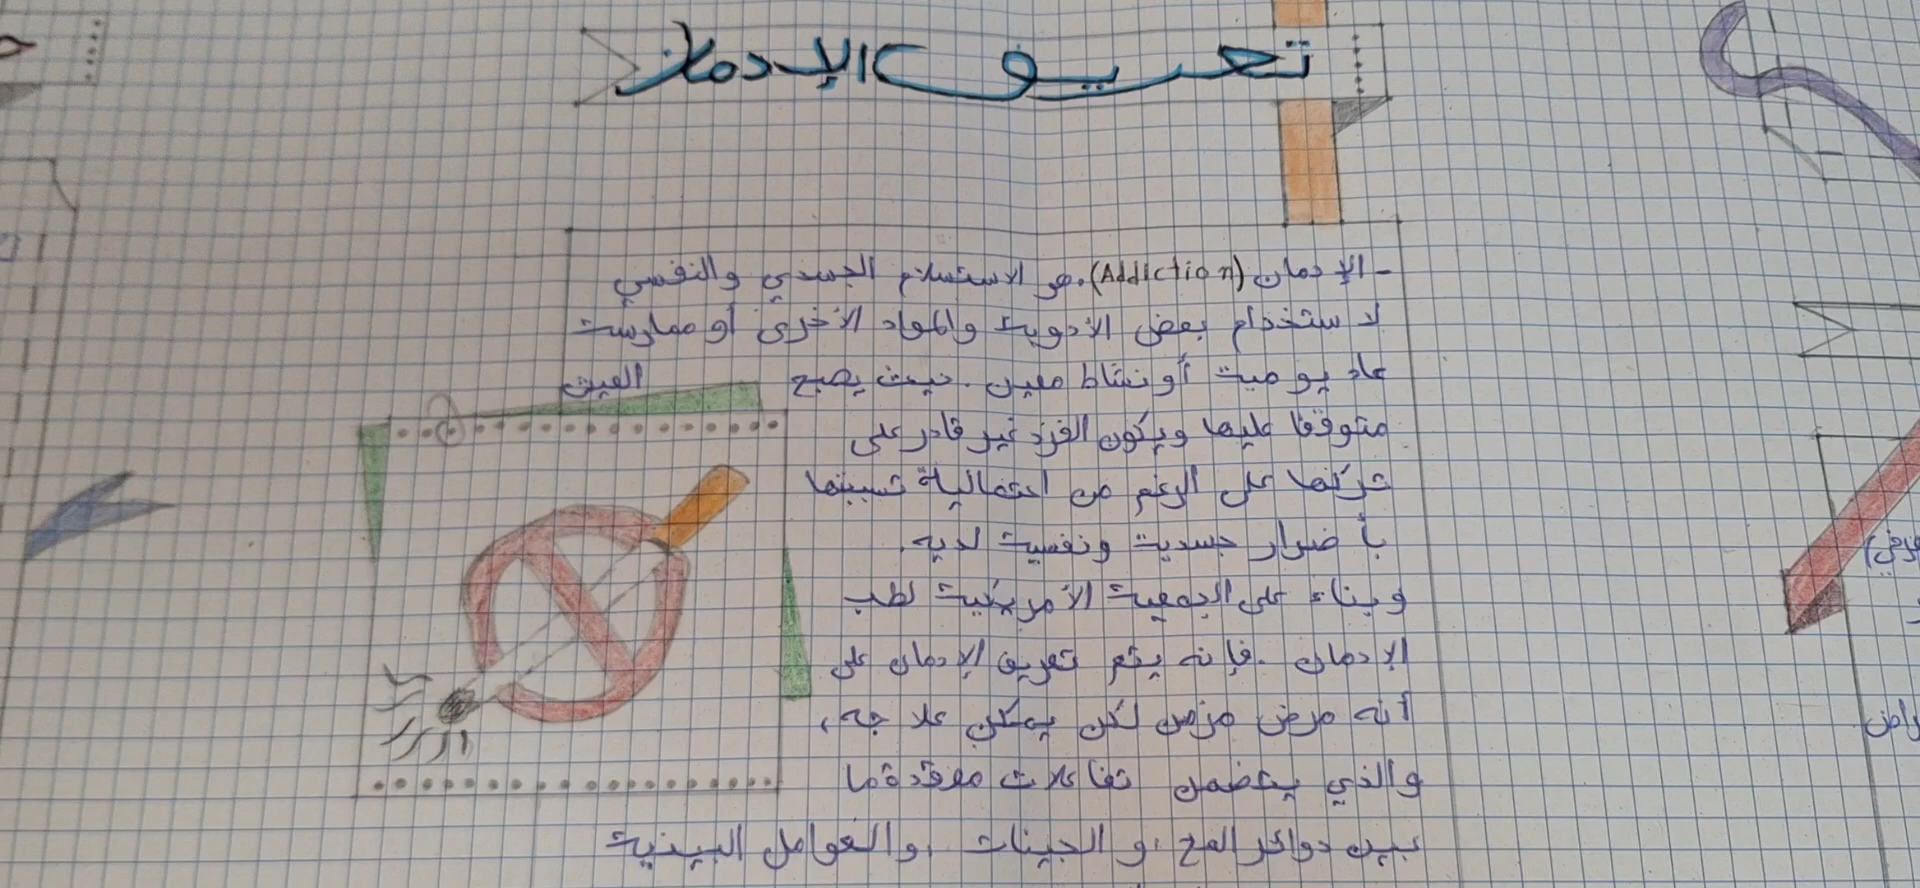 تعريف الإدمان
- الإدمان (Addiction). هو الاستسلام الجسدي والنفسي
لاستخدام بعض الأدوية والمواد الأخرى أو ممارسة
عاد يومية أو نشاط معين. حيث يصبح العيش
متوقفا عليها ويكون الفرد غير قادر على
تركها على الرغم من احتمالية تسببها
بأضرار جسدية ونفسية لديه.
وبناء على الجمعية الأمريكية لطب
الإدمان. فإنه يتم تعريف الإدمان على
أنه مرض مزمن لكن يمكن علاجه،
والذي يتضمن تفاعلات معقدة ما
بين دوائر المخ، و الجينات، والعوامل البيئية